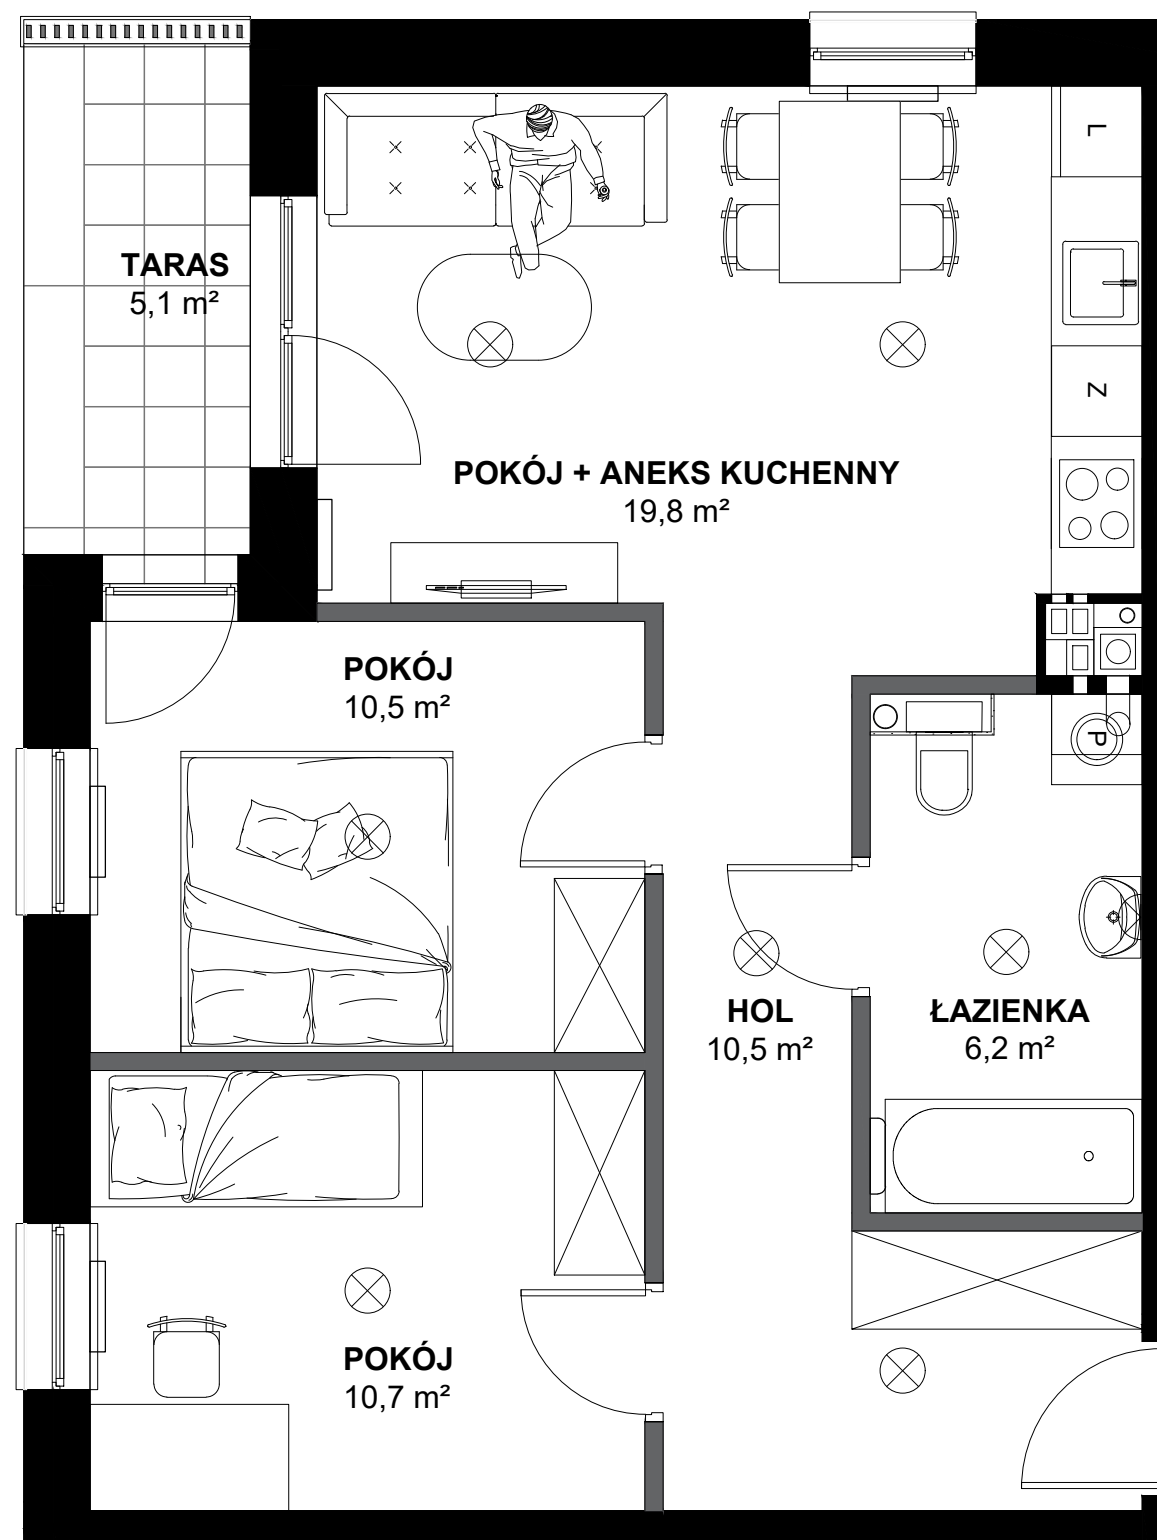 L
TARAS
5,1 m²
Z
POKÓJ + ANEKS KUCHENNY
19,8 m²
POKÓJ
10,5 m²
P
HOL
10,5 m²
ŁAZIENKA
6,2 m²
POKÓJ
10,7 m²